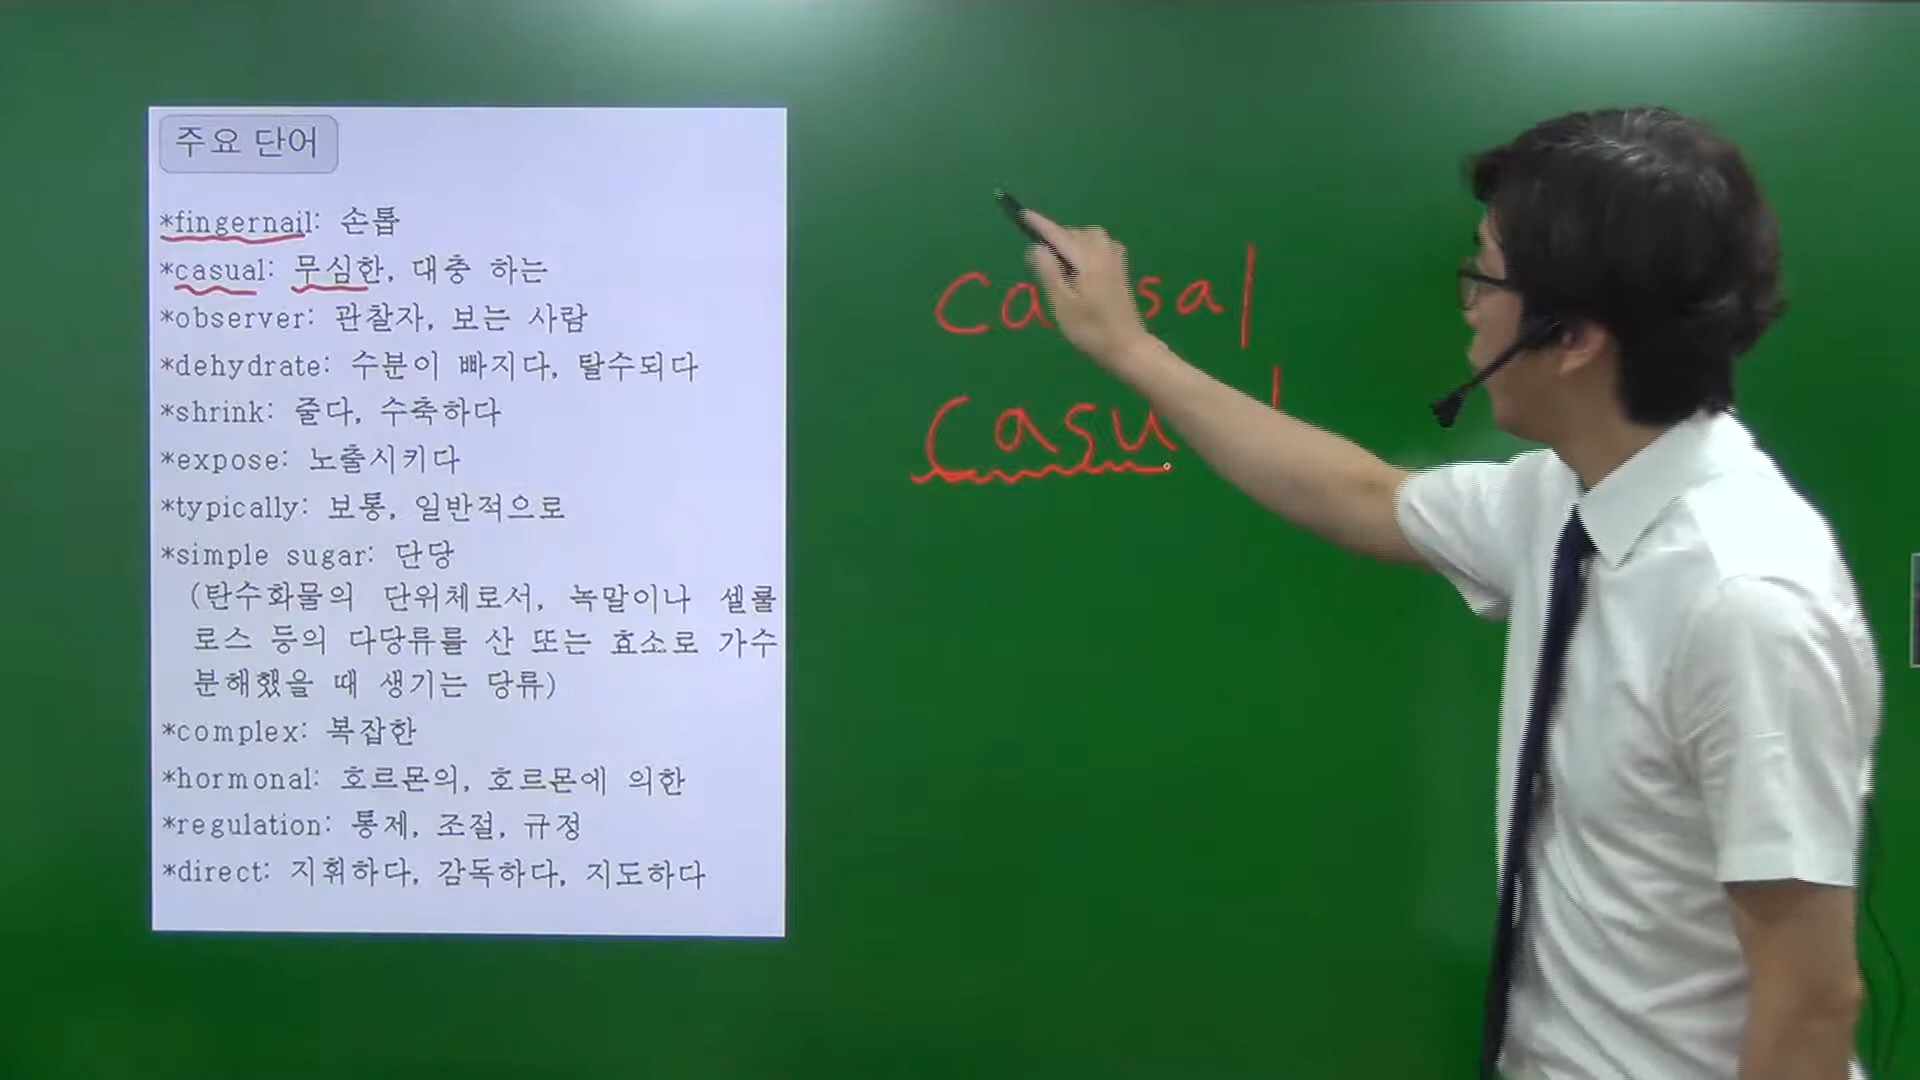 주요 단어
*fingernail: 손톱
*casual: 무심한, 대충 하는
*observer: 관찰자, 보는 사람
*dehydrate: 수분이 빠지다, 탈수되다
*shrink: 줄다, 수축하다
*expose: 노출시키다
*typically: 보통, 일반적으로
*simple sugar: 단당
(탄수화물의 단위체로서, 녹말이나 셀룰
로스 등의 다당류를 산 또는 효소로 가수
분해했을 때 생기는 당류)
*complex: 복잡한
*hormonal: 호르몬의, 호르몬에 의한
*regulation: 통제, 조절, 규정
*direct: 지휘하다, 감독하다, 지도하다